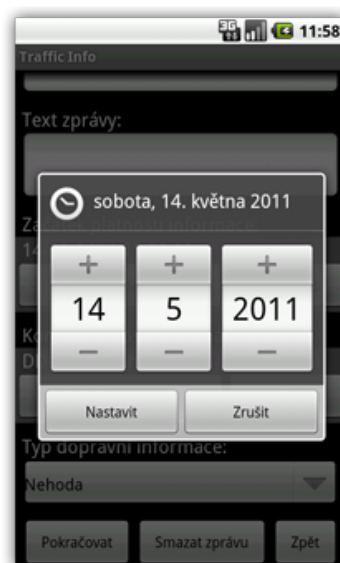 3G 11:58
Traffic Info
Text zprávy:
sobota, 14. května 2011
+ + +
14 5 2011
− − −
Nastavit Zrušit
Typ dopravní informace:
Nehoda
Pokračovat Smazat zprávu Zpět